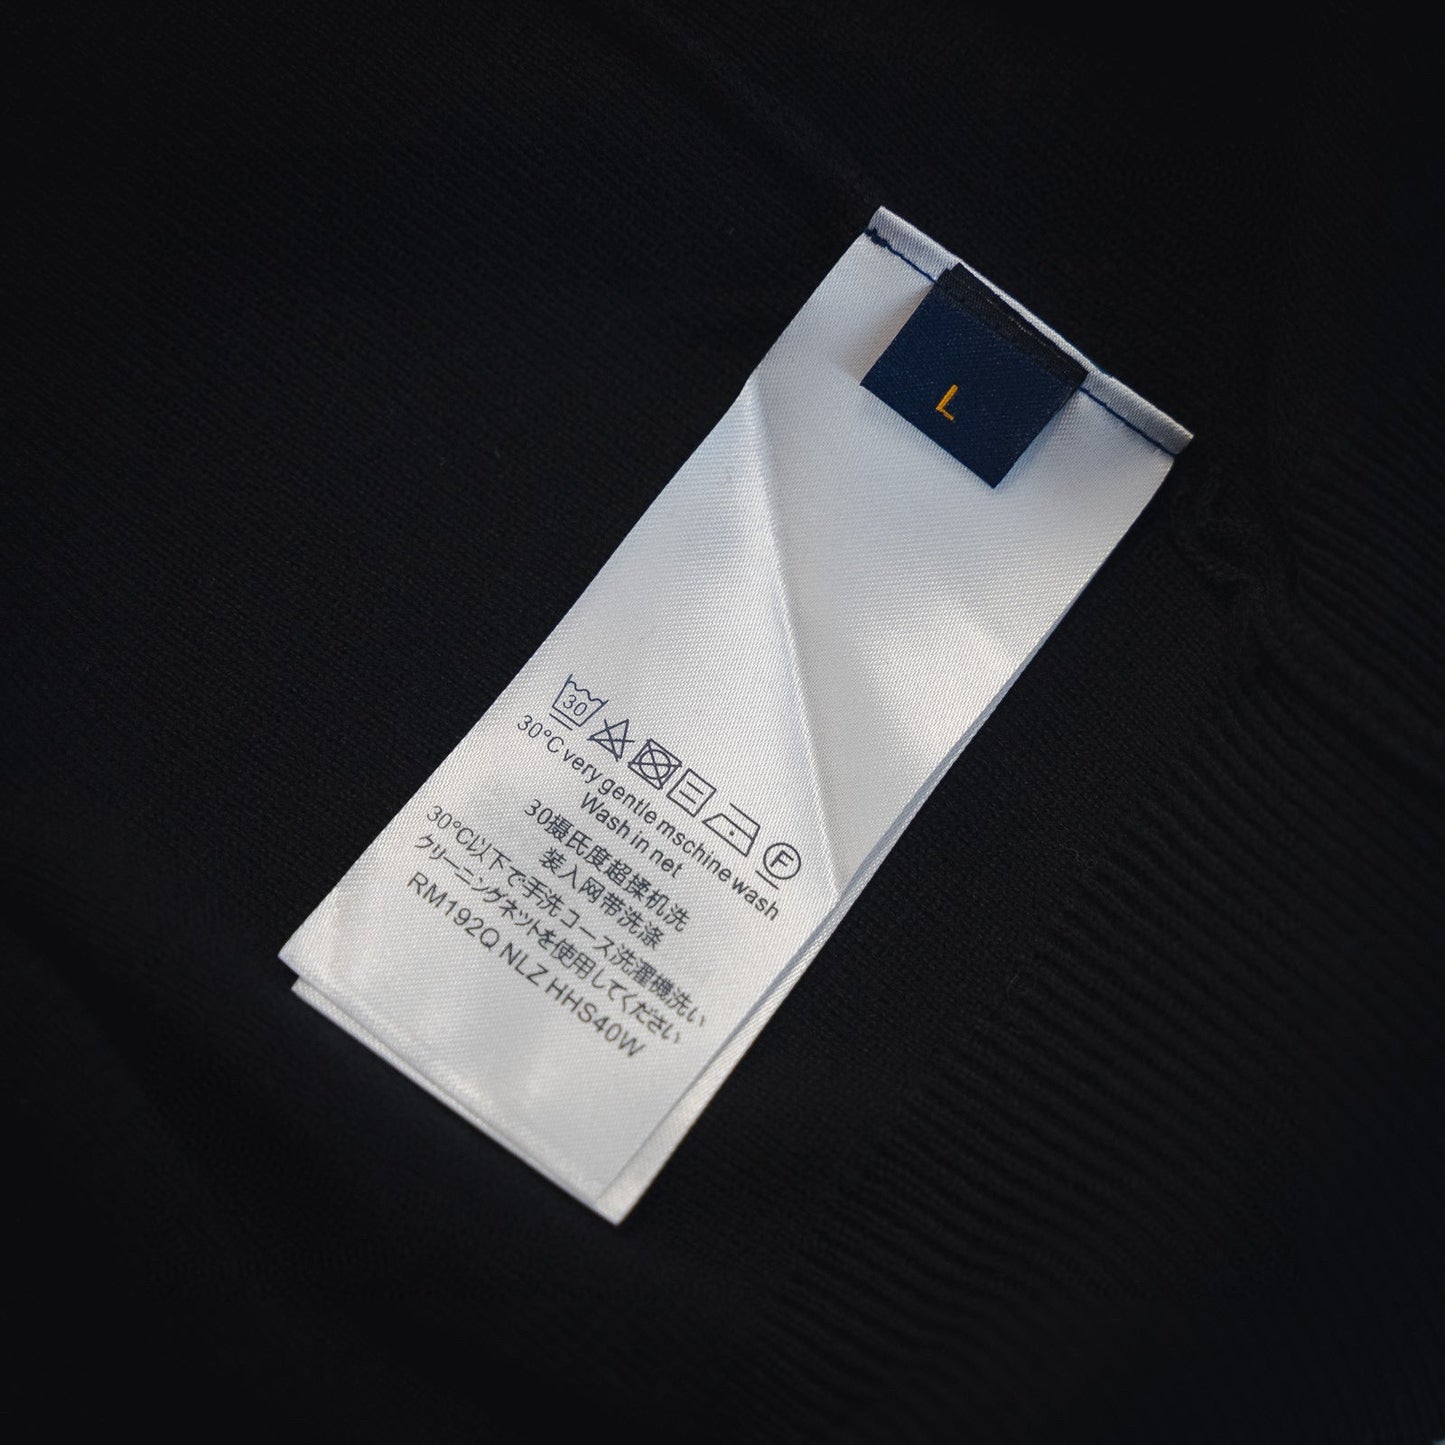 L
30
30°C very gentle mschine wash
Wash in net
30摄氏度超揉机洗
装入网带洗涤
30°C以下で手洗コース洗濯機洗い
クリーニングネットを使用してください
RM192Q NLZ HHS40W
F